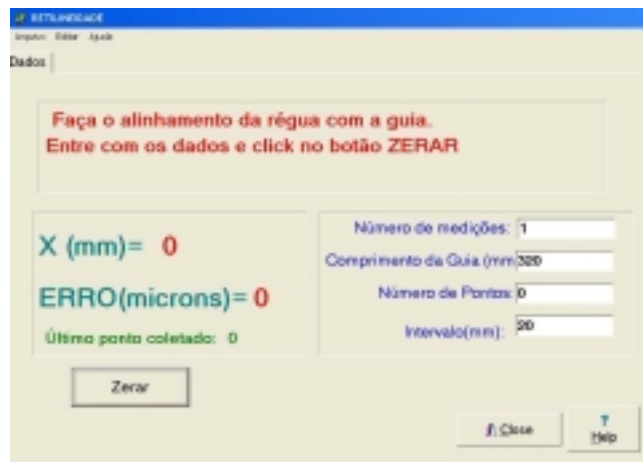 RETILINEIDADE
Arquivo Editar Ajuda
Dados
Faça o alinhamento da régua com a guia.
Entre com os dados e click no botão ZERAR
X (mm)= 0
ERRO(microns)= 0
Último ponto coletado: 0
Número de medições: 1
Comprimento da Guia (mm 320
Número de Pontos: 0
Intervalo(mm): 20
Zerar
Close
?
Help